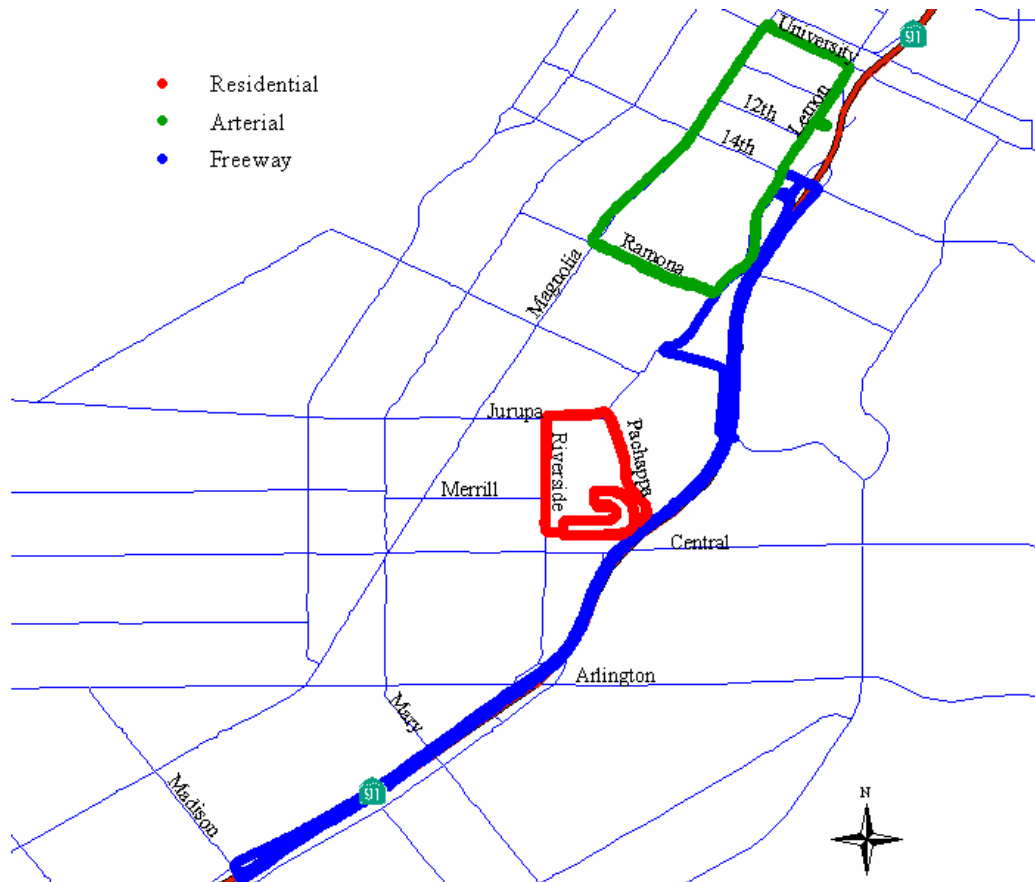 University
91
Residential
Lemon
12th
Arterial
14th
Freeway
Ramona
Magnolia
Jurupa
Pachappa
Riverside
Merrill
Central
Arlington
Mary
Madison
91
N